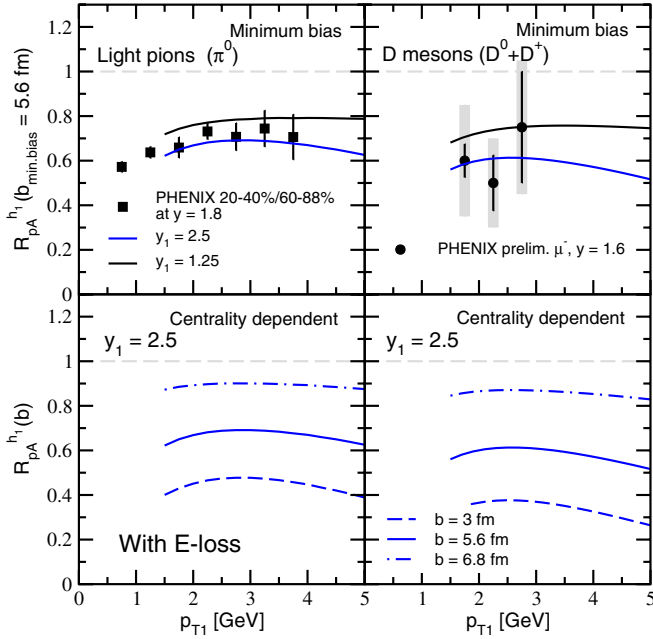 Minimum bias
Light pions (π⁰)
Minimum bias
D mesons (D⁰+D⁺)
R_pA^h₁(b_min.bias = 5.6 fm)
1.2
1
0.8
0.6
0.4
0.2
0
PHENIX 20-40%/60-88%
at y = 1.8
y₁ = 2.5
y₁ = 1.25
PHENIX prelim. μ⁻, y = 1.6
Centrality dependent
y₁ = 2.5
Centrality dependent
y₁ = 2.5
R_pA^h₁(b)
1.2
1
0.8
0.6
0.4
0.2
0
With E-loss
b = 3 fm
b = 5.6 fm
b = 6.8 fm
0 1 2 3 4 5
1 2 3 4 5
p_T1 [GeV]
p_T1 [GeV]